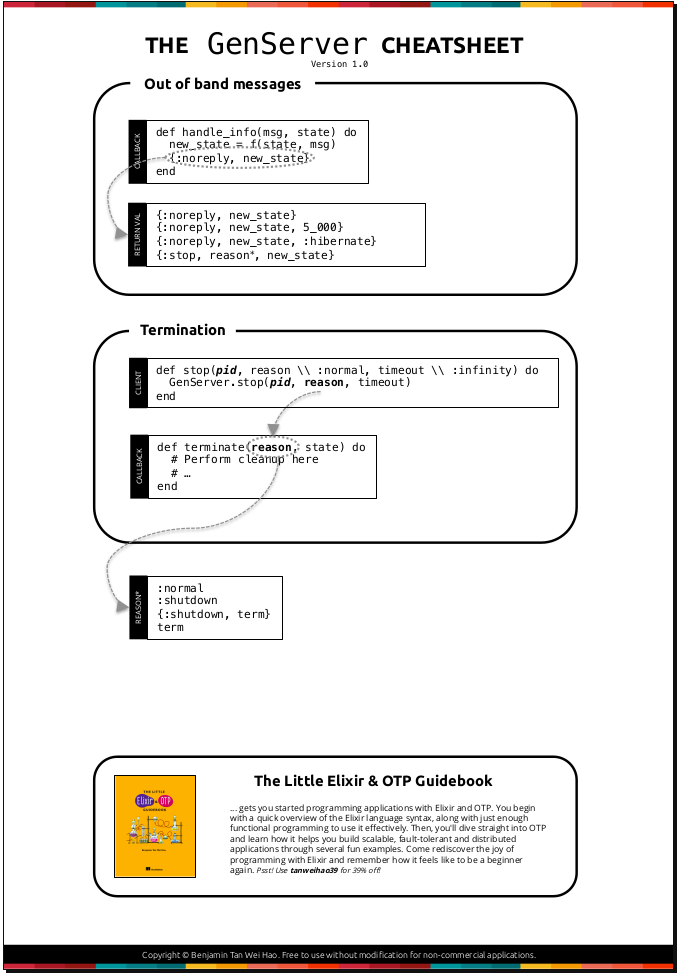 THE GenServer CHEATSHEET
Version 1.0
Out of band messages
CALLBACK
def handle_info(msg, state) do
new_state = f(state, msg)
{:noreply, new_state}
end
RETURN VAL
{:noreply, new_state}
{:noreply, new_state, 5_000}
{:noreply, new_state, :hibernate}
{:stop, reason*, new_state}
Termination
CLIENT
def stop(pid, reason \\ :normal, timeout \\ :infinity) do
GenServer.stop(pid, reason, timeout)
end
CALLBACK
def terminate(reason, state) do
# Perform cleanup here
# …
end
REASON*
:normal
:shutdown
{:shutdown, term}
term
THE LITTLE
Elixir & OTP
GUIDEBOOK
The Little Elixir & OTP Guidebook
... gets you started programming applications with Elixir and OTP. You begin
with a quick overview of the Elixir language syntax, along with just enough
functional programming to use it effectively. Then, you'll dive straight into OTP
and learn how it helps you build scalable, fault-tolerant and distributed
applications through several fun examples. Come rediscover the joy of
programming with Elixir and remember how it feels like to be a beginner
again. Psst! Use tanweihao39 for 39% off!
Copyright © Benjamin Tan Wei Hao. Free to use without modification for non-commercial applications.